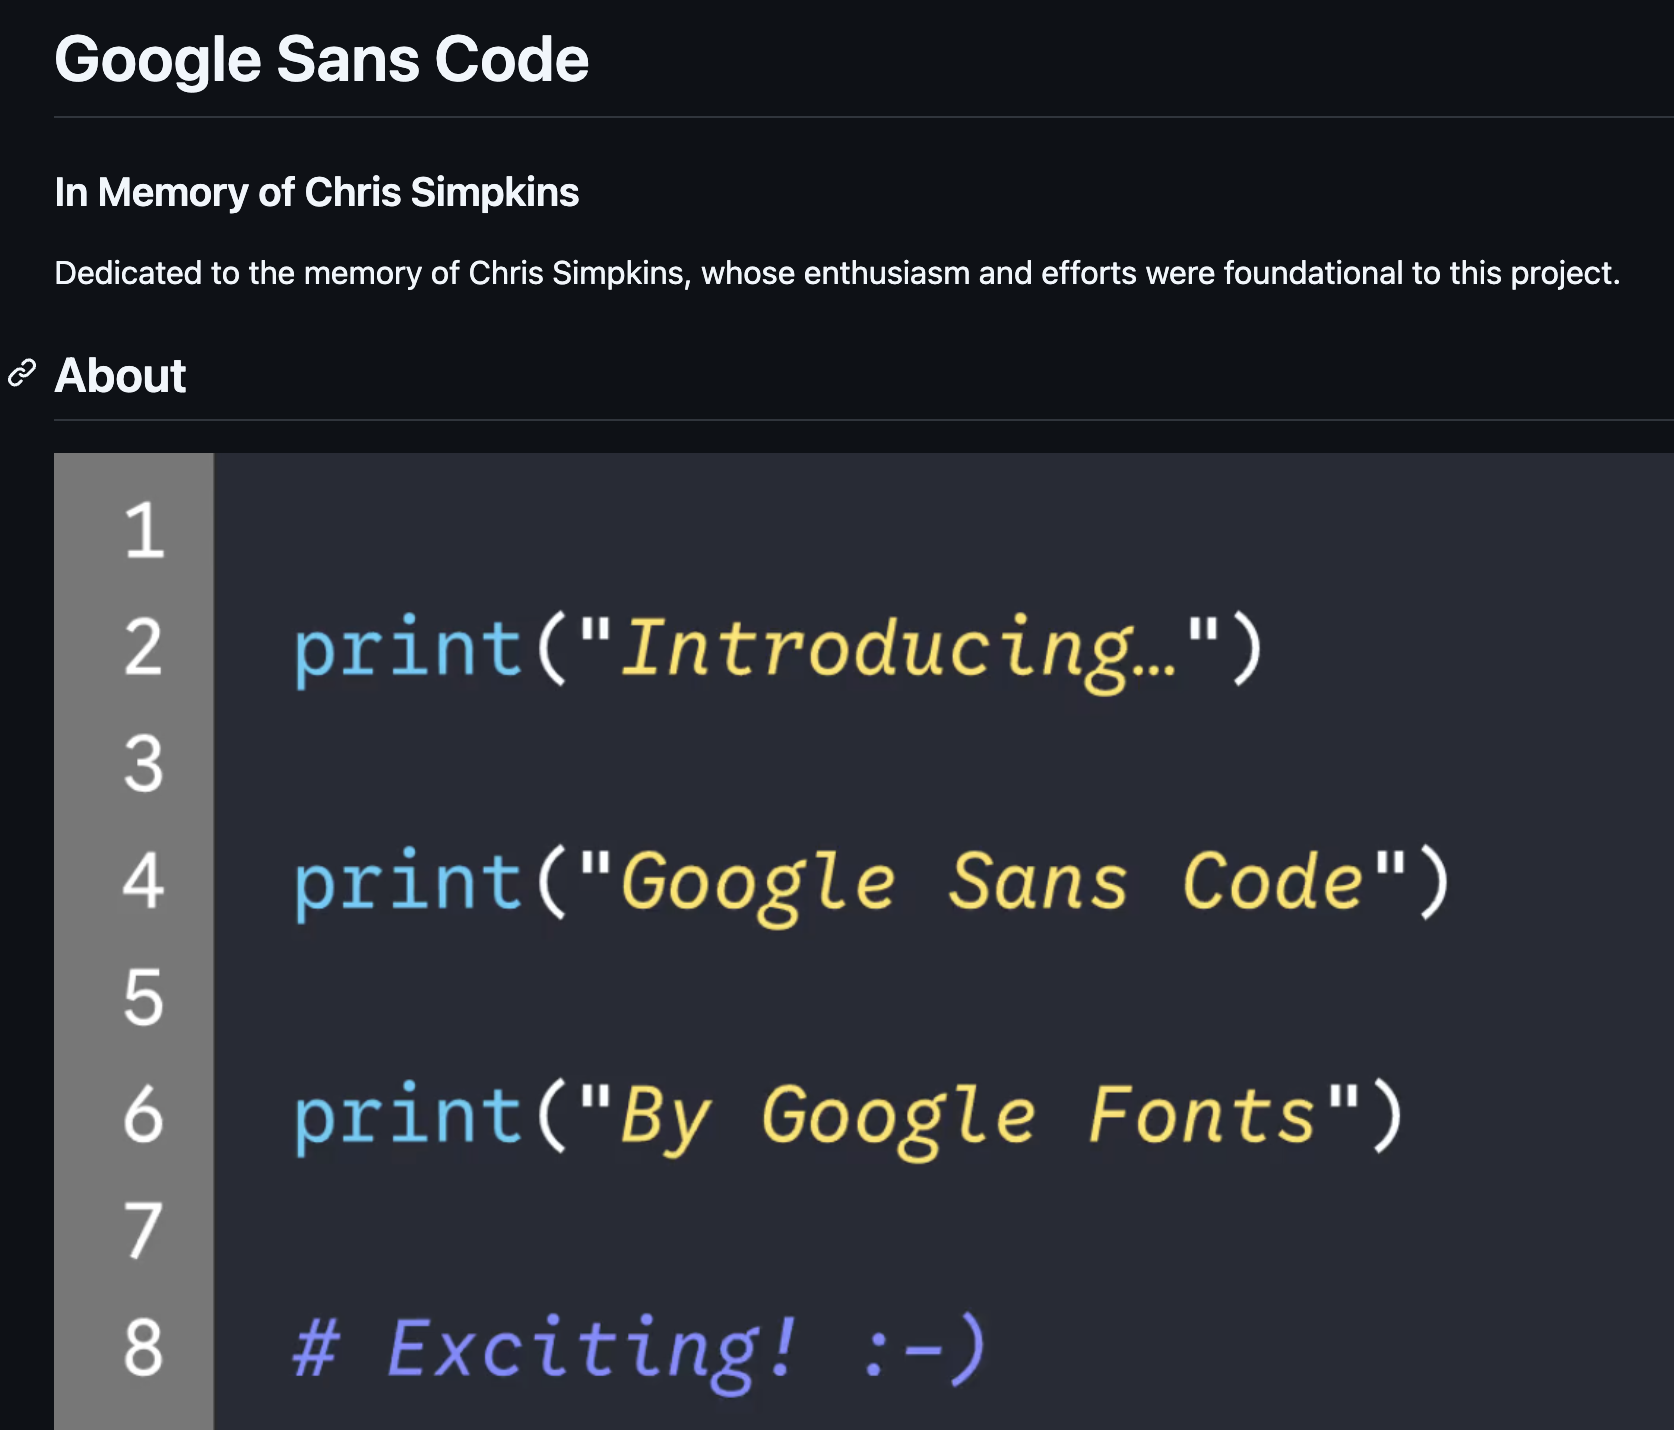 Google Sans Code
In Memory of Chris Simpkins
Dedicated to the memory of Chris Simpkins, whose enthusiasm and efforts were foundational to this project.
About
1
2 print("Introducing…")
3
4 print("Google Sans Code")
5
6 print("By Google Fonts")
7
8 # Exciting! :-)